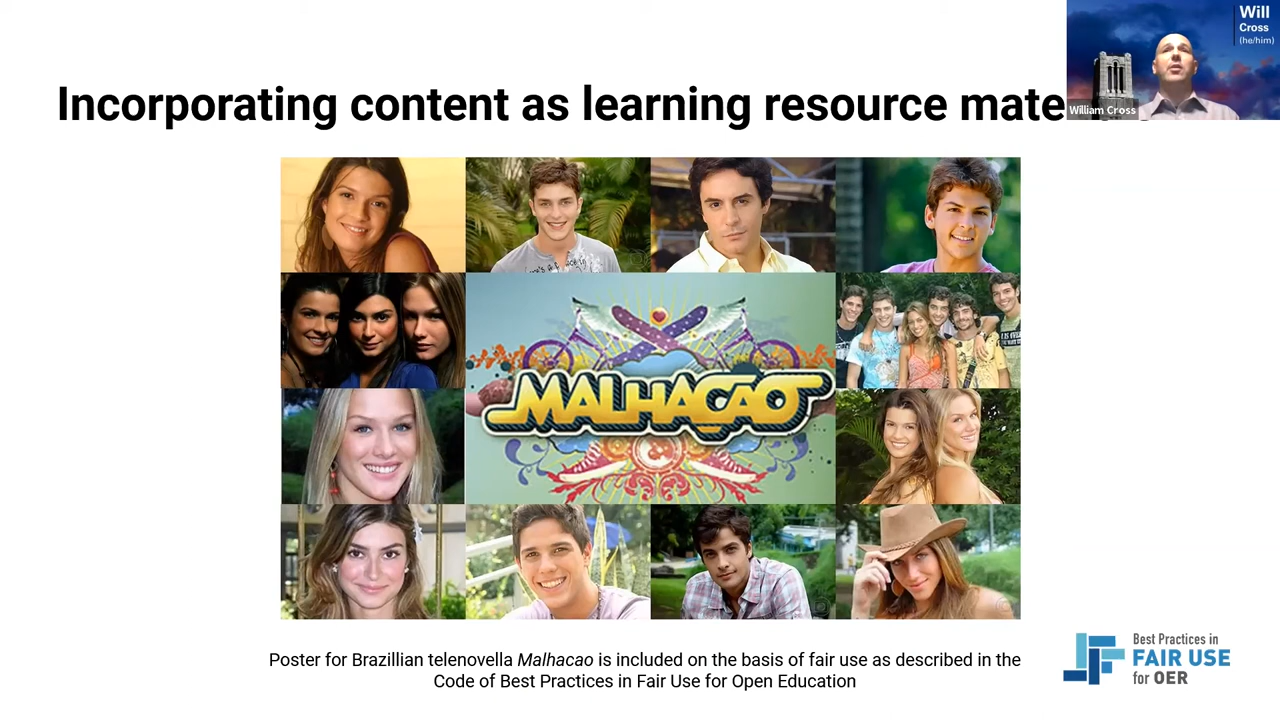 Will
Cross
(he/him)
William Cross
Incorporating content as learning resource mate
MALHAÇAO
Poster for Brazillian telenovella Malhacao is included on the basis of fair use as described in the
Code of Best Practices in Fair Use for Open Education
Best Practices in
FAIR USE
for OER